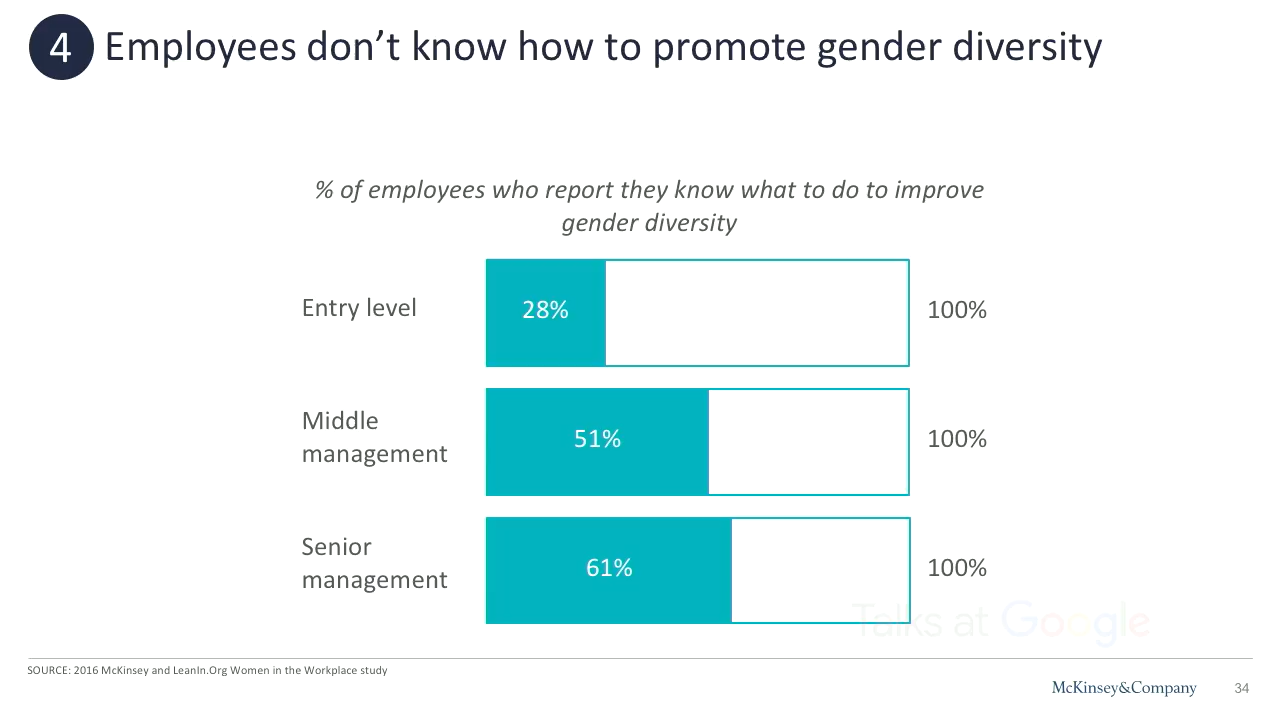 4 Employees don’t know how to promote gender diversity
% of employees who report they know what to do to improve
gender diversity
Entry level 28% 100%
Middle
management 51% 100%
Senior
management 61% 100%
Talks at Google
SOURCE: 2016 McKinsey and LeanIn.Org Women in the Workplace study
McKinsey&Company 34